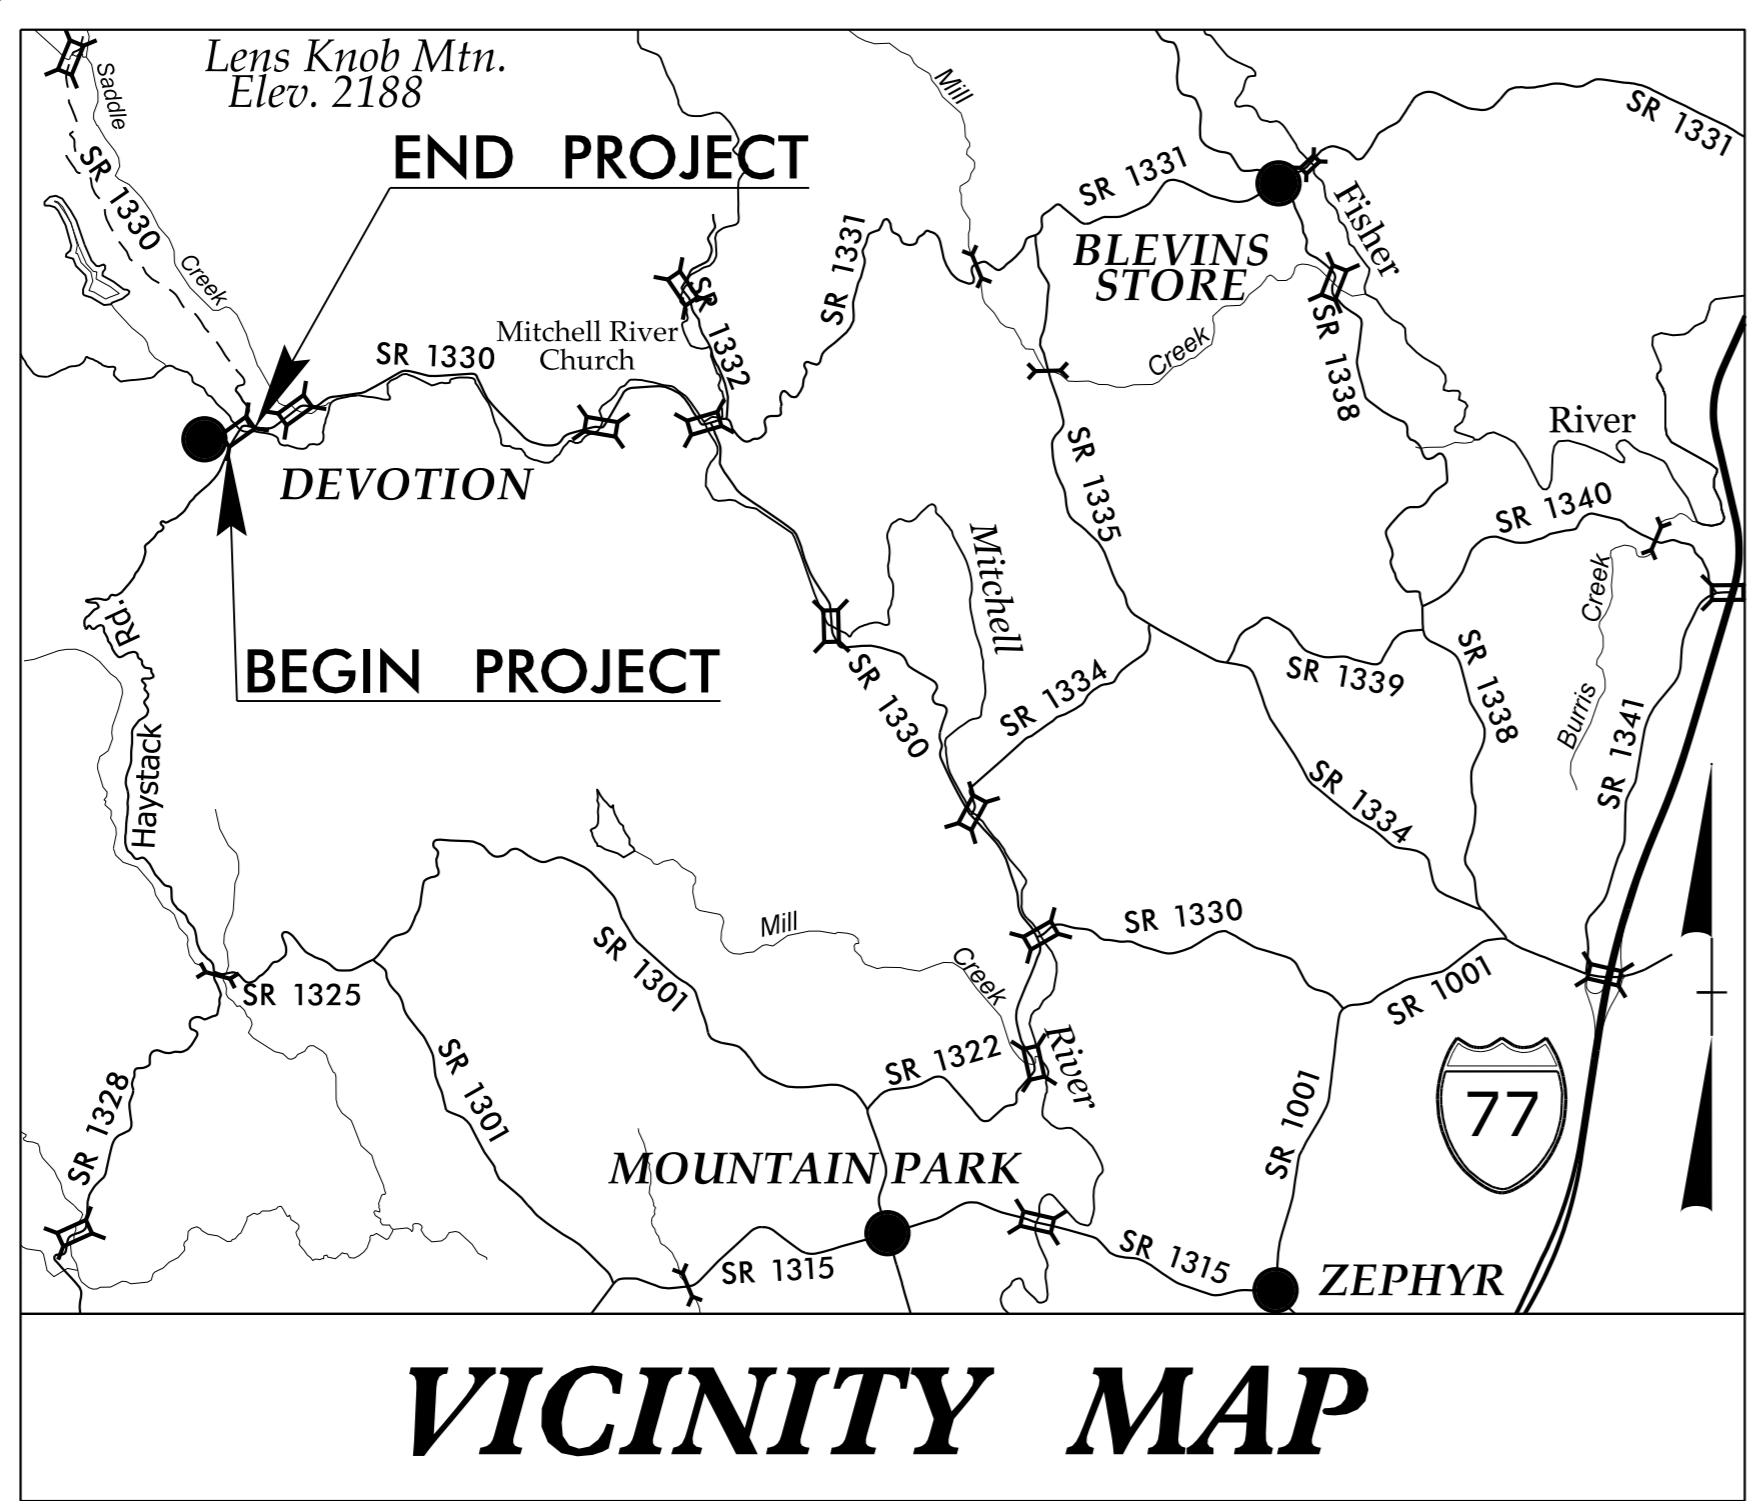 Lens Knob Mtn.
Elev. 2188
Saddle
Creek
SR 1330
END PROJECT
Mill
SR 1331
SR 1331
Fisher
BLEVINS
STORE
SR 1331
SR 1332
Mitchell River
Church
SR 1330
Creek
SR 1338
River
DEVOTION
SR 1335
SR 1340
Mitchell
Creek
Burris
Rd.
Haystack
BEGIN PROJECT
SR 1330
SR 1334
SR 1339
SR 1338
SR 1341
SR 1334
Mill
Creek
SR 1330
SR 1301
SR 1325
SR 1001
River
SR 1322
SR 1301
SR 1328
SR 1001
77
MOUNTAIN PARK
SR 1315
SR 1315
ZEPHYR
VICINITY MAP